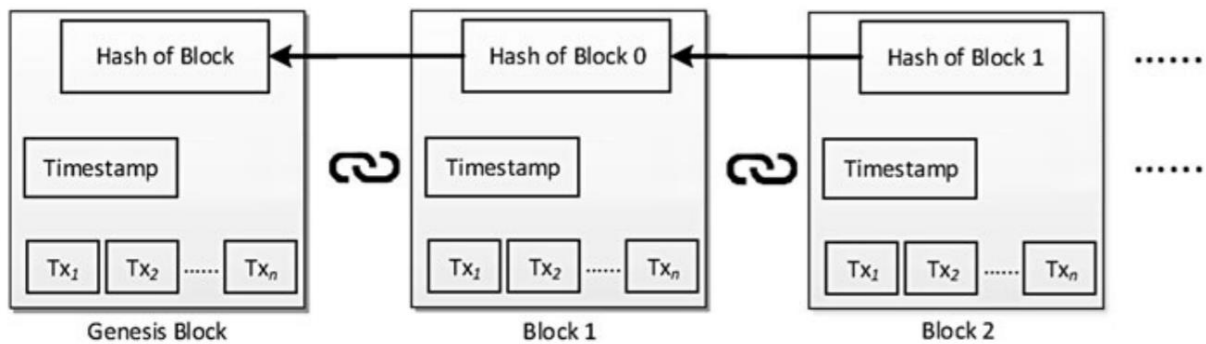 Hash of Block Hash of Block 0 Hash of Block 1 ......
Timestamp Timestamp Timestamp ......
Tx1 Tx2 ...... Txn Tx1 Tx2 ...... Txn Tx1 Tx2 ...... Txn
Genesis Block Block 1 Block 2